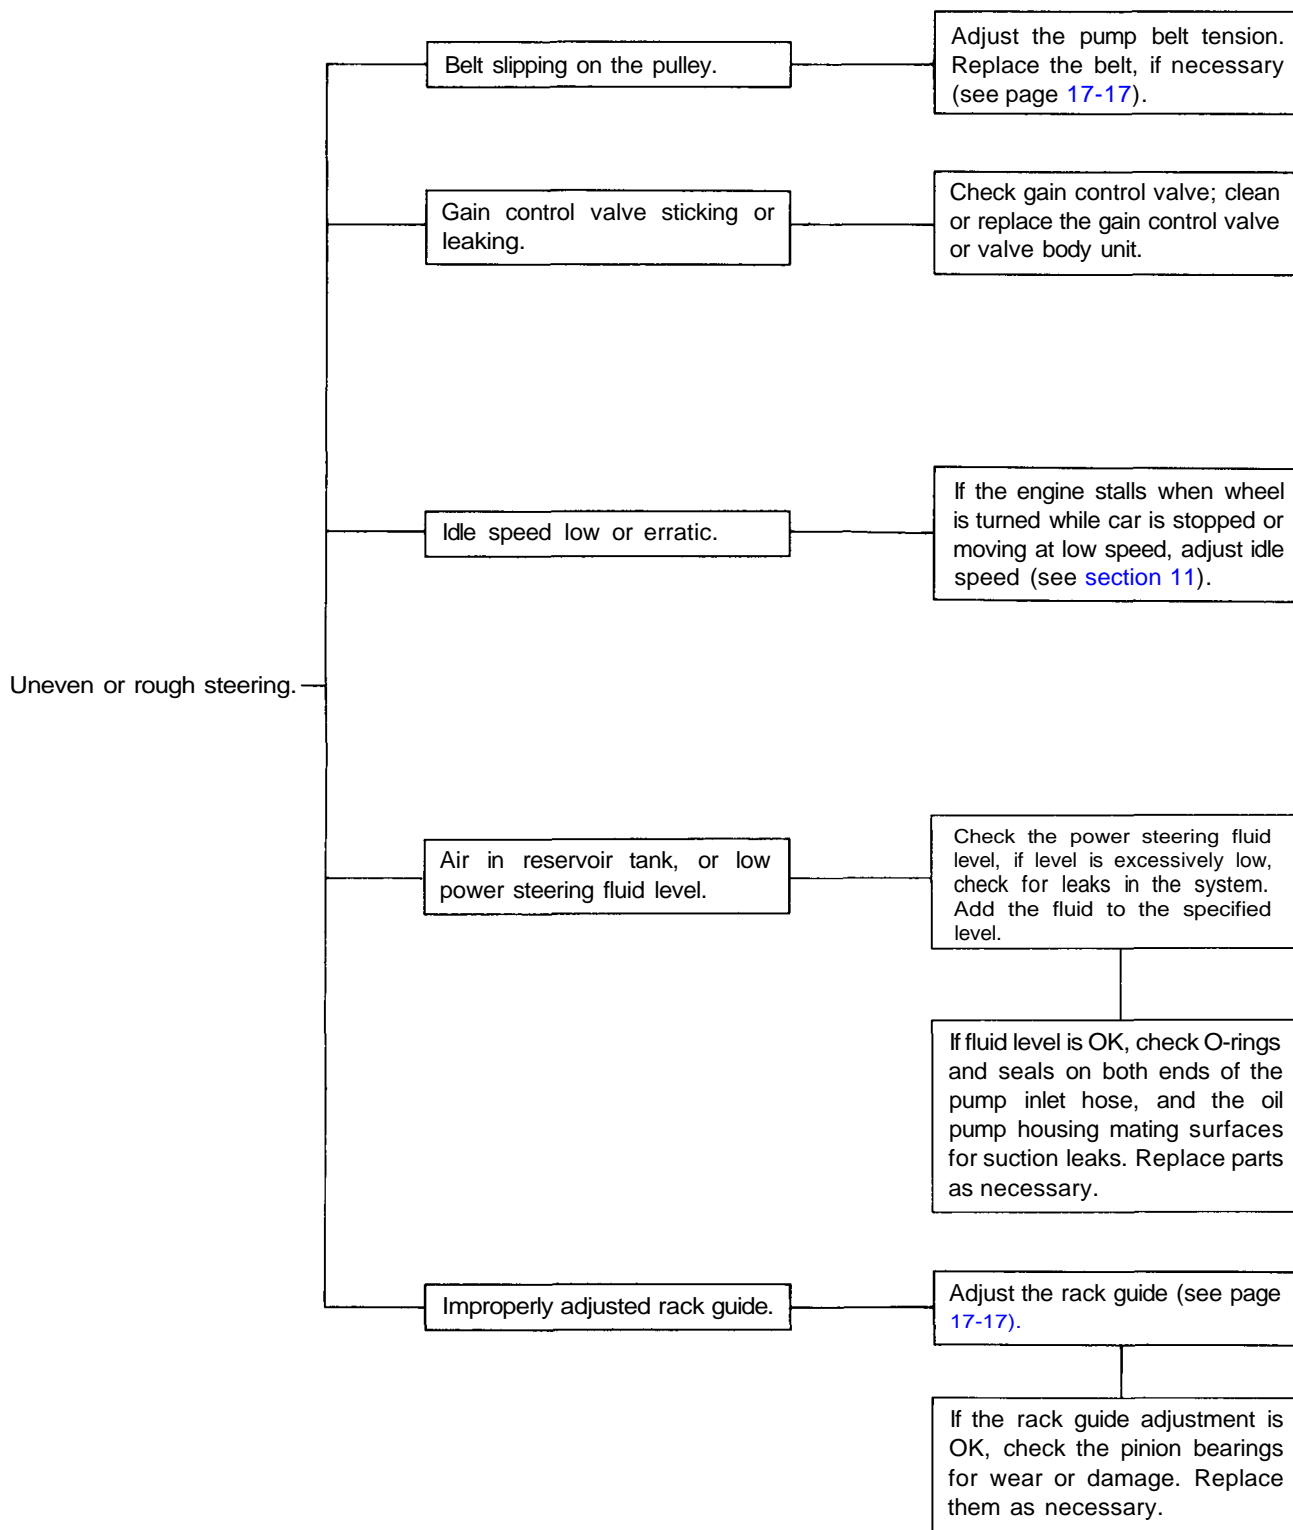 Belt slipping on the pulley.
Adjust the pump belt tension.
Replace the belt, if necessary
(see page 17-17).
Gain control valve sticking or
leaking.
Check gain control valve; clean
or replace the gain control valve
or valve body unit.
Idle speed low or erratic.
If the engine stalls when wheel
is turned while car is stopped or
moving at low speed, adjust idle
speed (see section 11).
Uneven or rough steering.
Air in reservoir tank, or low
power steering fluid level.
Check the power steering fluid
level, if level is excessively low,
check for leaks in the system.
Add the fluid to the specified
level.
If fluid level is OK, check O-rings
and seals on both ends of the
pump inlet hose, and the oil
pump housing mating surfaces
for suction leaks. Replace parts
as necessary.
Improperly adjusted rack guide.
Adjust the rack guide (see page
17-17).
If the rack guide adjustment is
OK, check the pinion bearings
for wear or damage. Replace
them as necessary.